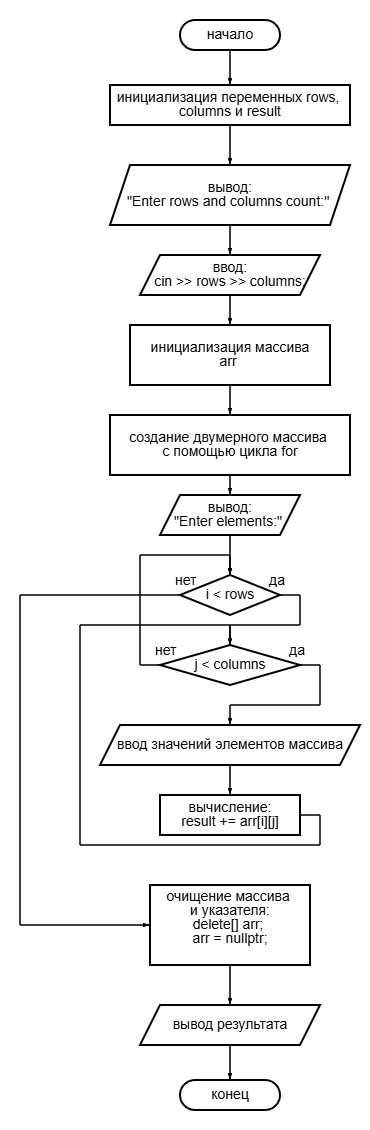 начало
инициализация переменных rows,
columns и result
вывод:
"Enter rows and columns count:"
ввод:
cin >> rows >> columns;
инициализация массива
arr
создание двумерного массива
с помощью цикла for
вывод:
"Enter elements:"
нет
да
i < rows
нет
да
j < columns
ввод значений элементов массива
вычисление:
result += arr[i][j]
очищение массива
и указателя:
delete[] arr;
arr = nullptr;
вывод результата
конец